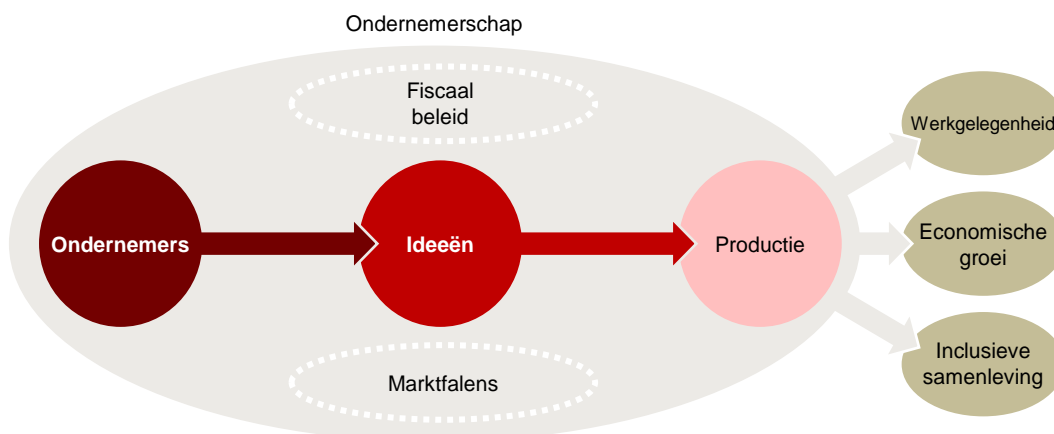 Ondernemerschap
Fiscaal
beleid
Werkgelegenheid
Ondernemers
Ideeën
Productie
Economische
groei
Marktfalens
Inclusieve
samenleving